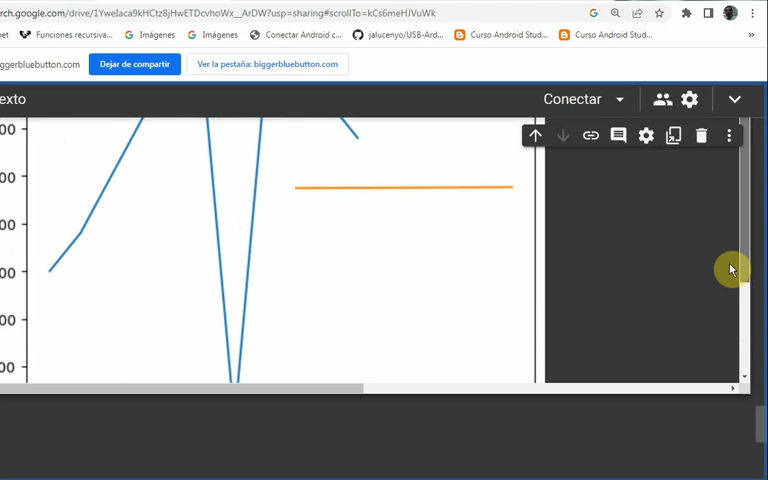 rch.google.com/drive/1YweIaca9kHCtz8jHwETDcvhoWx__ArDW?usp=sharing#scrollTo=kCs6meHJVuWk
net Funciones recursiva... Imágenes Imágenes Conectar Android c... jalucenyo/USB-Ard... Curso Android Stud... Curso Android Stud...
ggerbluebutton.com Dejar de compartir Ver la pestaña: biggerbluebutton.com
exto Conectar
00
00
00
00
00
00